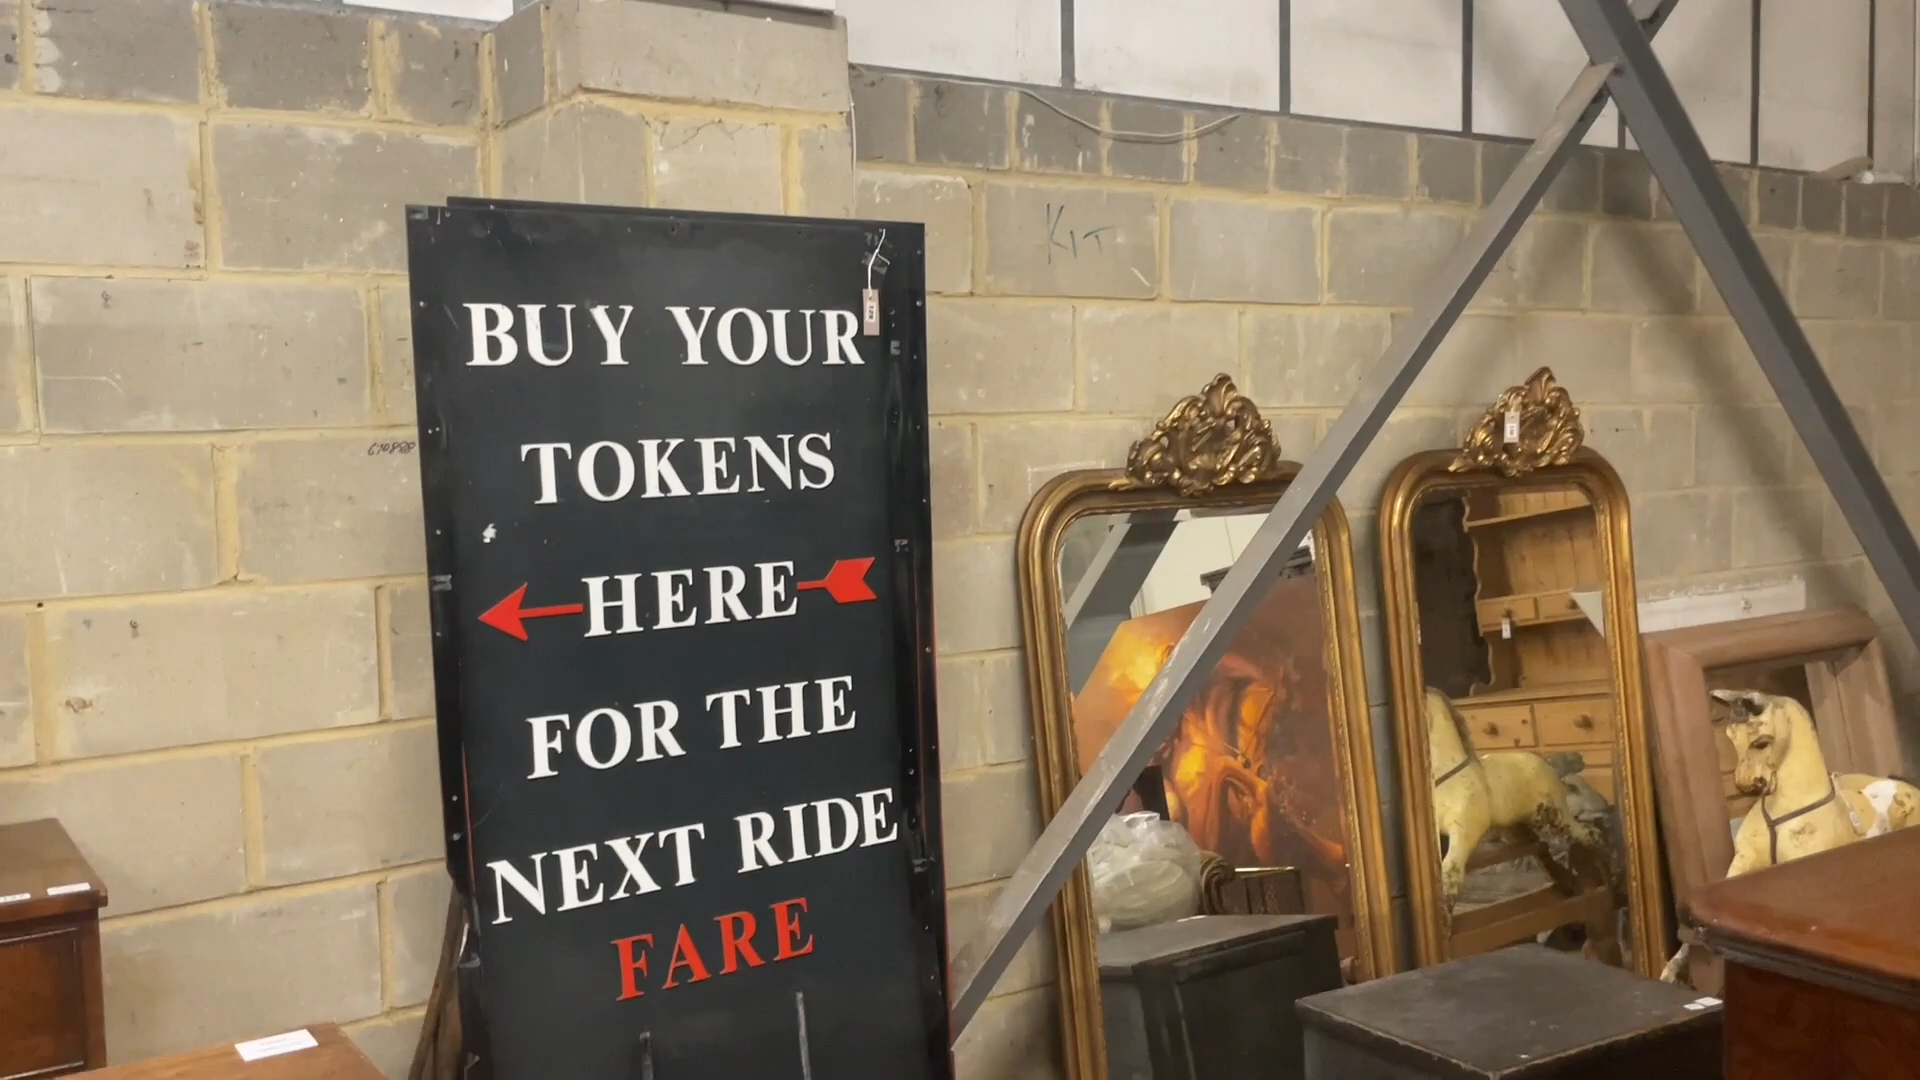 BUY YOUR
TOKENS
HERE
FOR THE
NEXT RIDE
FARE
KIT